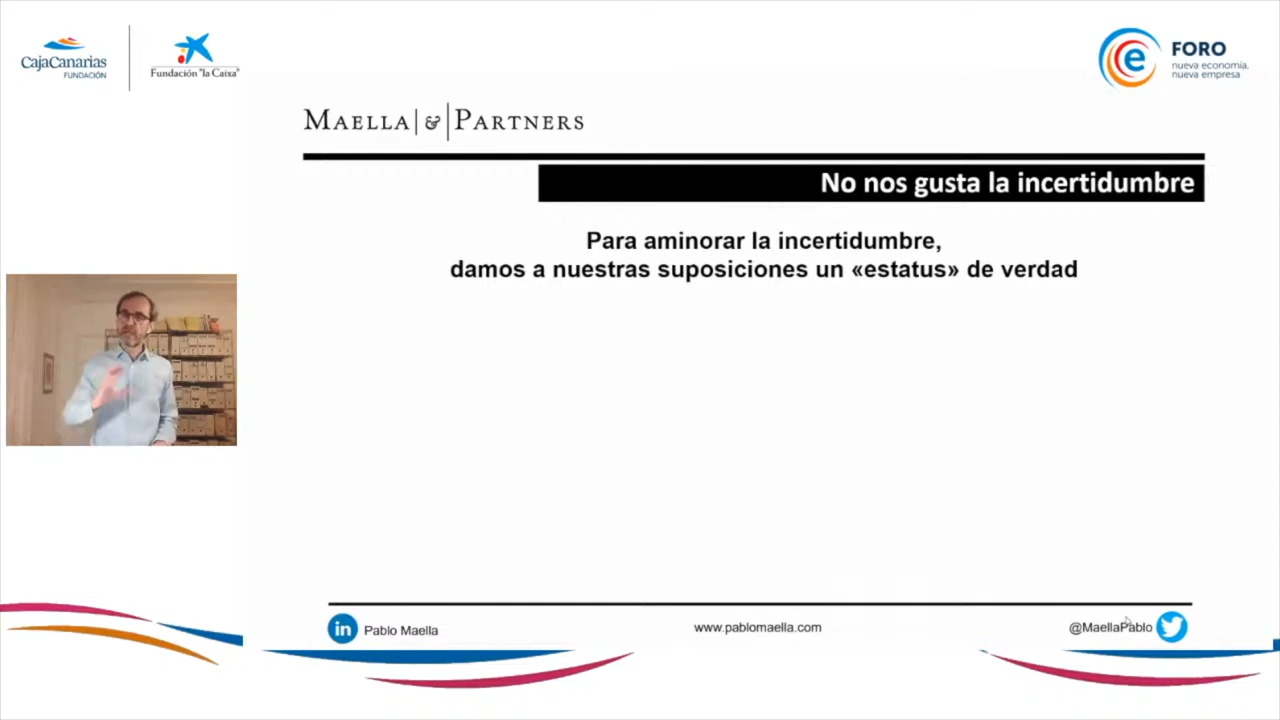 CajaCanarias
FUNDACIÓN
Fundación "la Caixa"
e
FORO
nueva economía,
nueva empresa
MAELLA & PARTNERS
No nos gusta la incertidumbre
Para aminorar la incertidumbre,
damos a nuestras suposiciones un «estatus» de verdad
in
Pablo Maella
www.pablomaella.com
@MaellaPablo